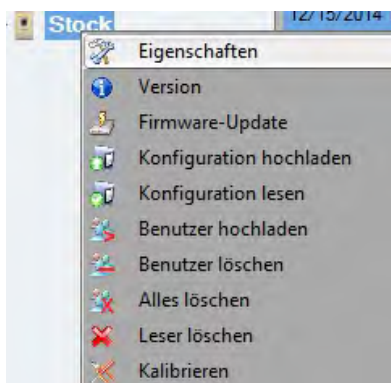 Stock
12/15/2014
Eigenschaften
Version
Firmware-Update
Konfiguration hochladen
Konfiguration lesen
Benutzer hochladen
Benutzer löschen
Alles löschen
Leser löschen
Kalibrieren